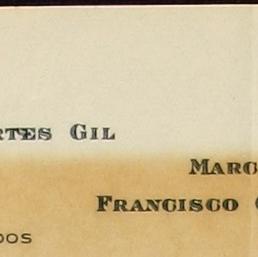 RTES GIL
MARC
FRANCISCO
DOS